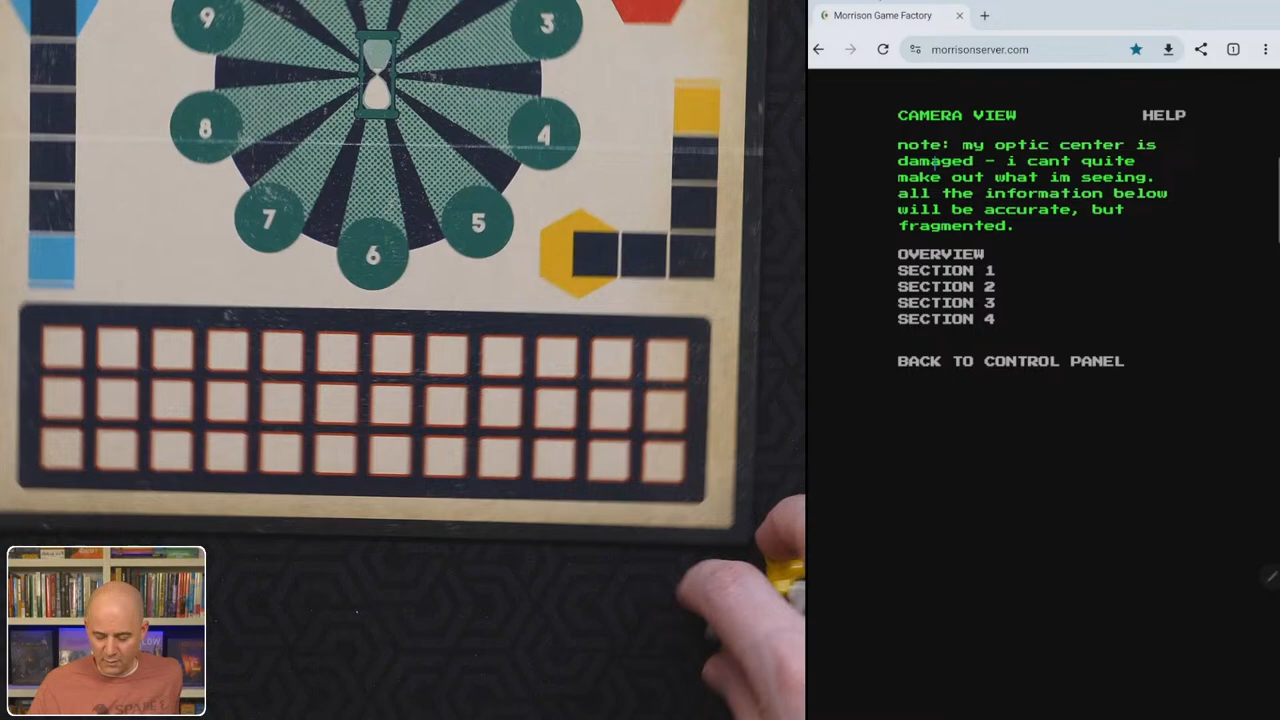 Morrison Game Factory
morrisonserver.com
1
CAMERA VIEW
HELP
note: my optic center is
damaged - i cant quite
make out what im seeing.
all the information below
will be accurate, but
fragmented.
OVERVIEW
SECTION 1
SECTION 2
SECTION 3
SECTION 4
BACK TO CONTROL PANEL
9
3
8
4
7
5
6